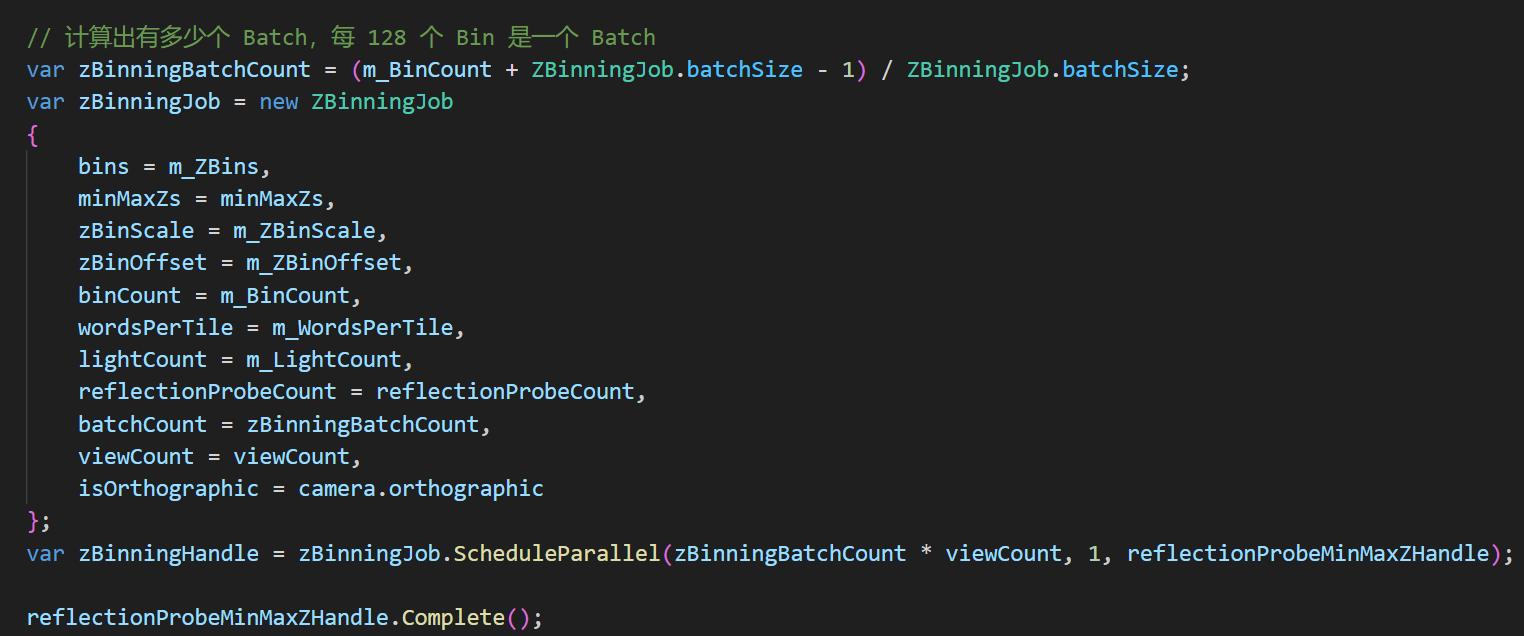 // 计算出有多少个 Batch，每 128 个 Bin 是一个 Batch
var zBinningBatchCount = (m_BinCount + ZBinningJob.batchSize - 1) / ZBinningJob.batchSize;
var zBinningJob = new ZBinningJob
{
    bins = m_ZBins,
    minMaxZs = minMaxZs,
    zBinScale = m_ZBinScale,
    zBinOffset = m_ZBinOffset,
    binCount = m_BinCount,
    wordsPerTile = m_WordsPerTile,
    lightCount = m_LightCount,
    reflectionProbeCount = reflectionProbeCount,
    batchCount = zBinningBatchCount,
    viewCount = viewCount,
    isOrthographic = camera.orthographic
};
var zBinningHandle = zBinningJob.ScheduleParallel(zBinningBatchCount * viewCount, 1, reflectionProbeMinMaxZHandle);
reflectionProbeMinMaxZHandle.Complete();